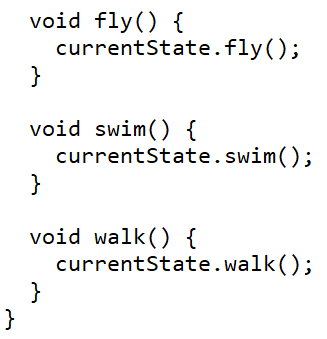 void fly() {
    currentState.fly();
  }

  void swim() {
    currentState.swim();
  }

  void walk() {
    currentState.walk();
  }
}